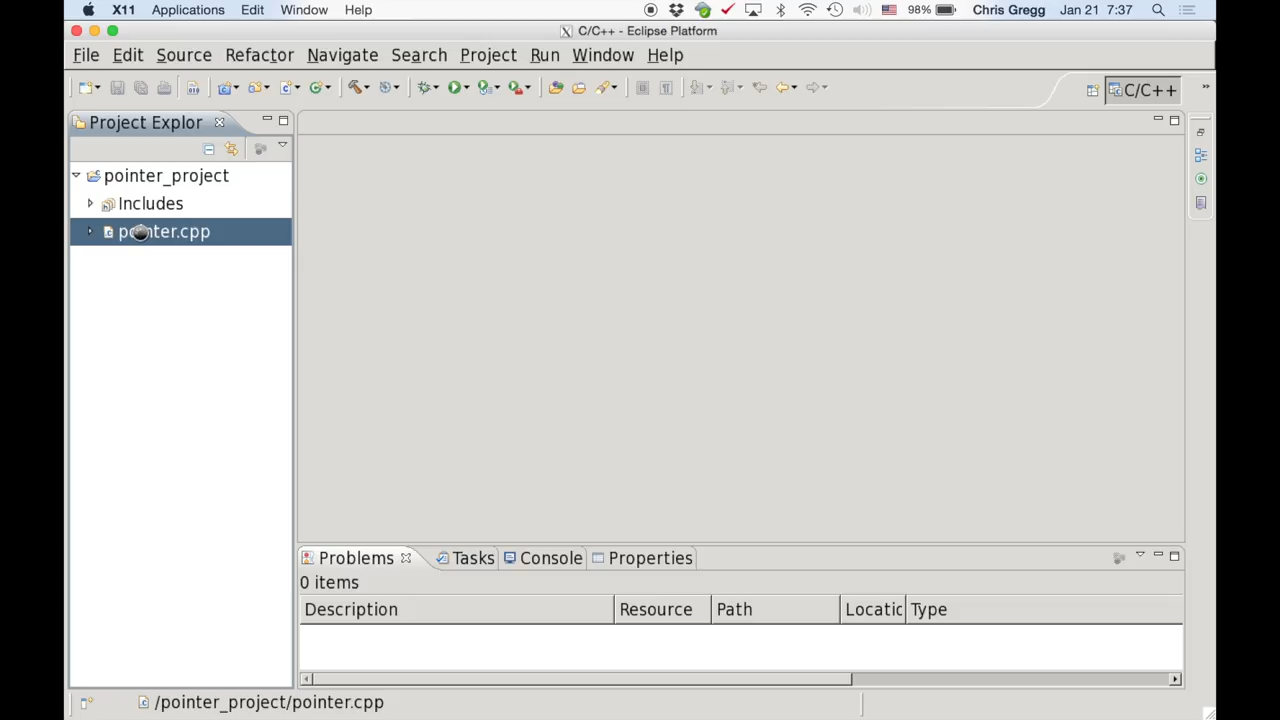 X11 Applications Edit Window Help 98% Chris Gregg Jan 21 7:37
C/C++ - Eclipse Platform
File Edit Source Refactor Navigate Search Project Run Window Help
C/C++
Project Explor
pointer_project
Includes
pointer.cpp
Problems Tasks Console Properties
0 items
Description Resource Path Locatic Type
/pointer_project/pointer.cpp